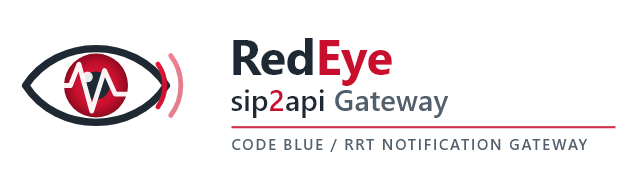 RedEye
sip2api Gateway
CODE BLUE / RRT NOTIFICATION GATEWAY